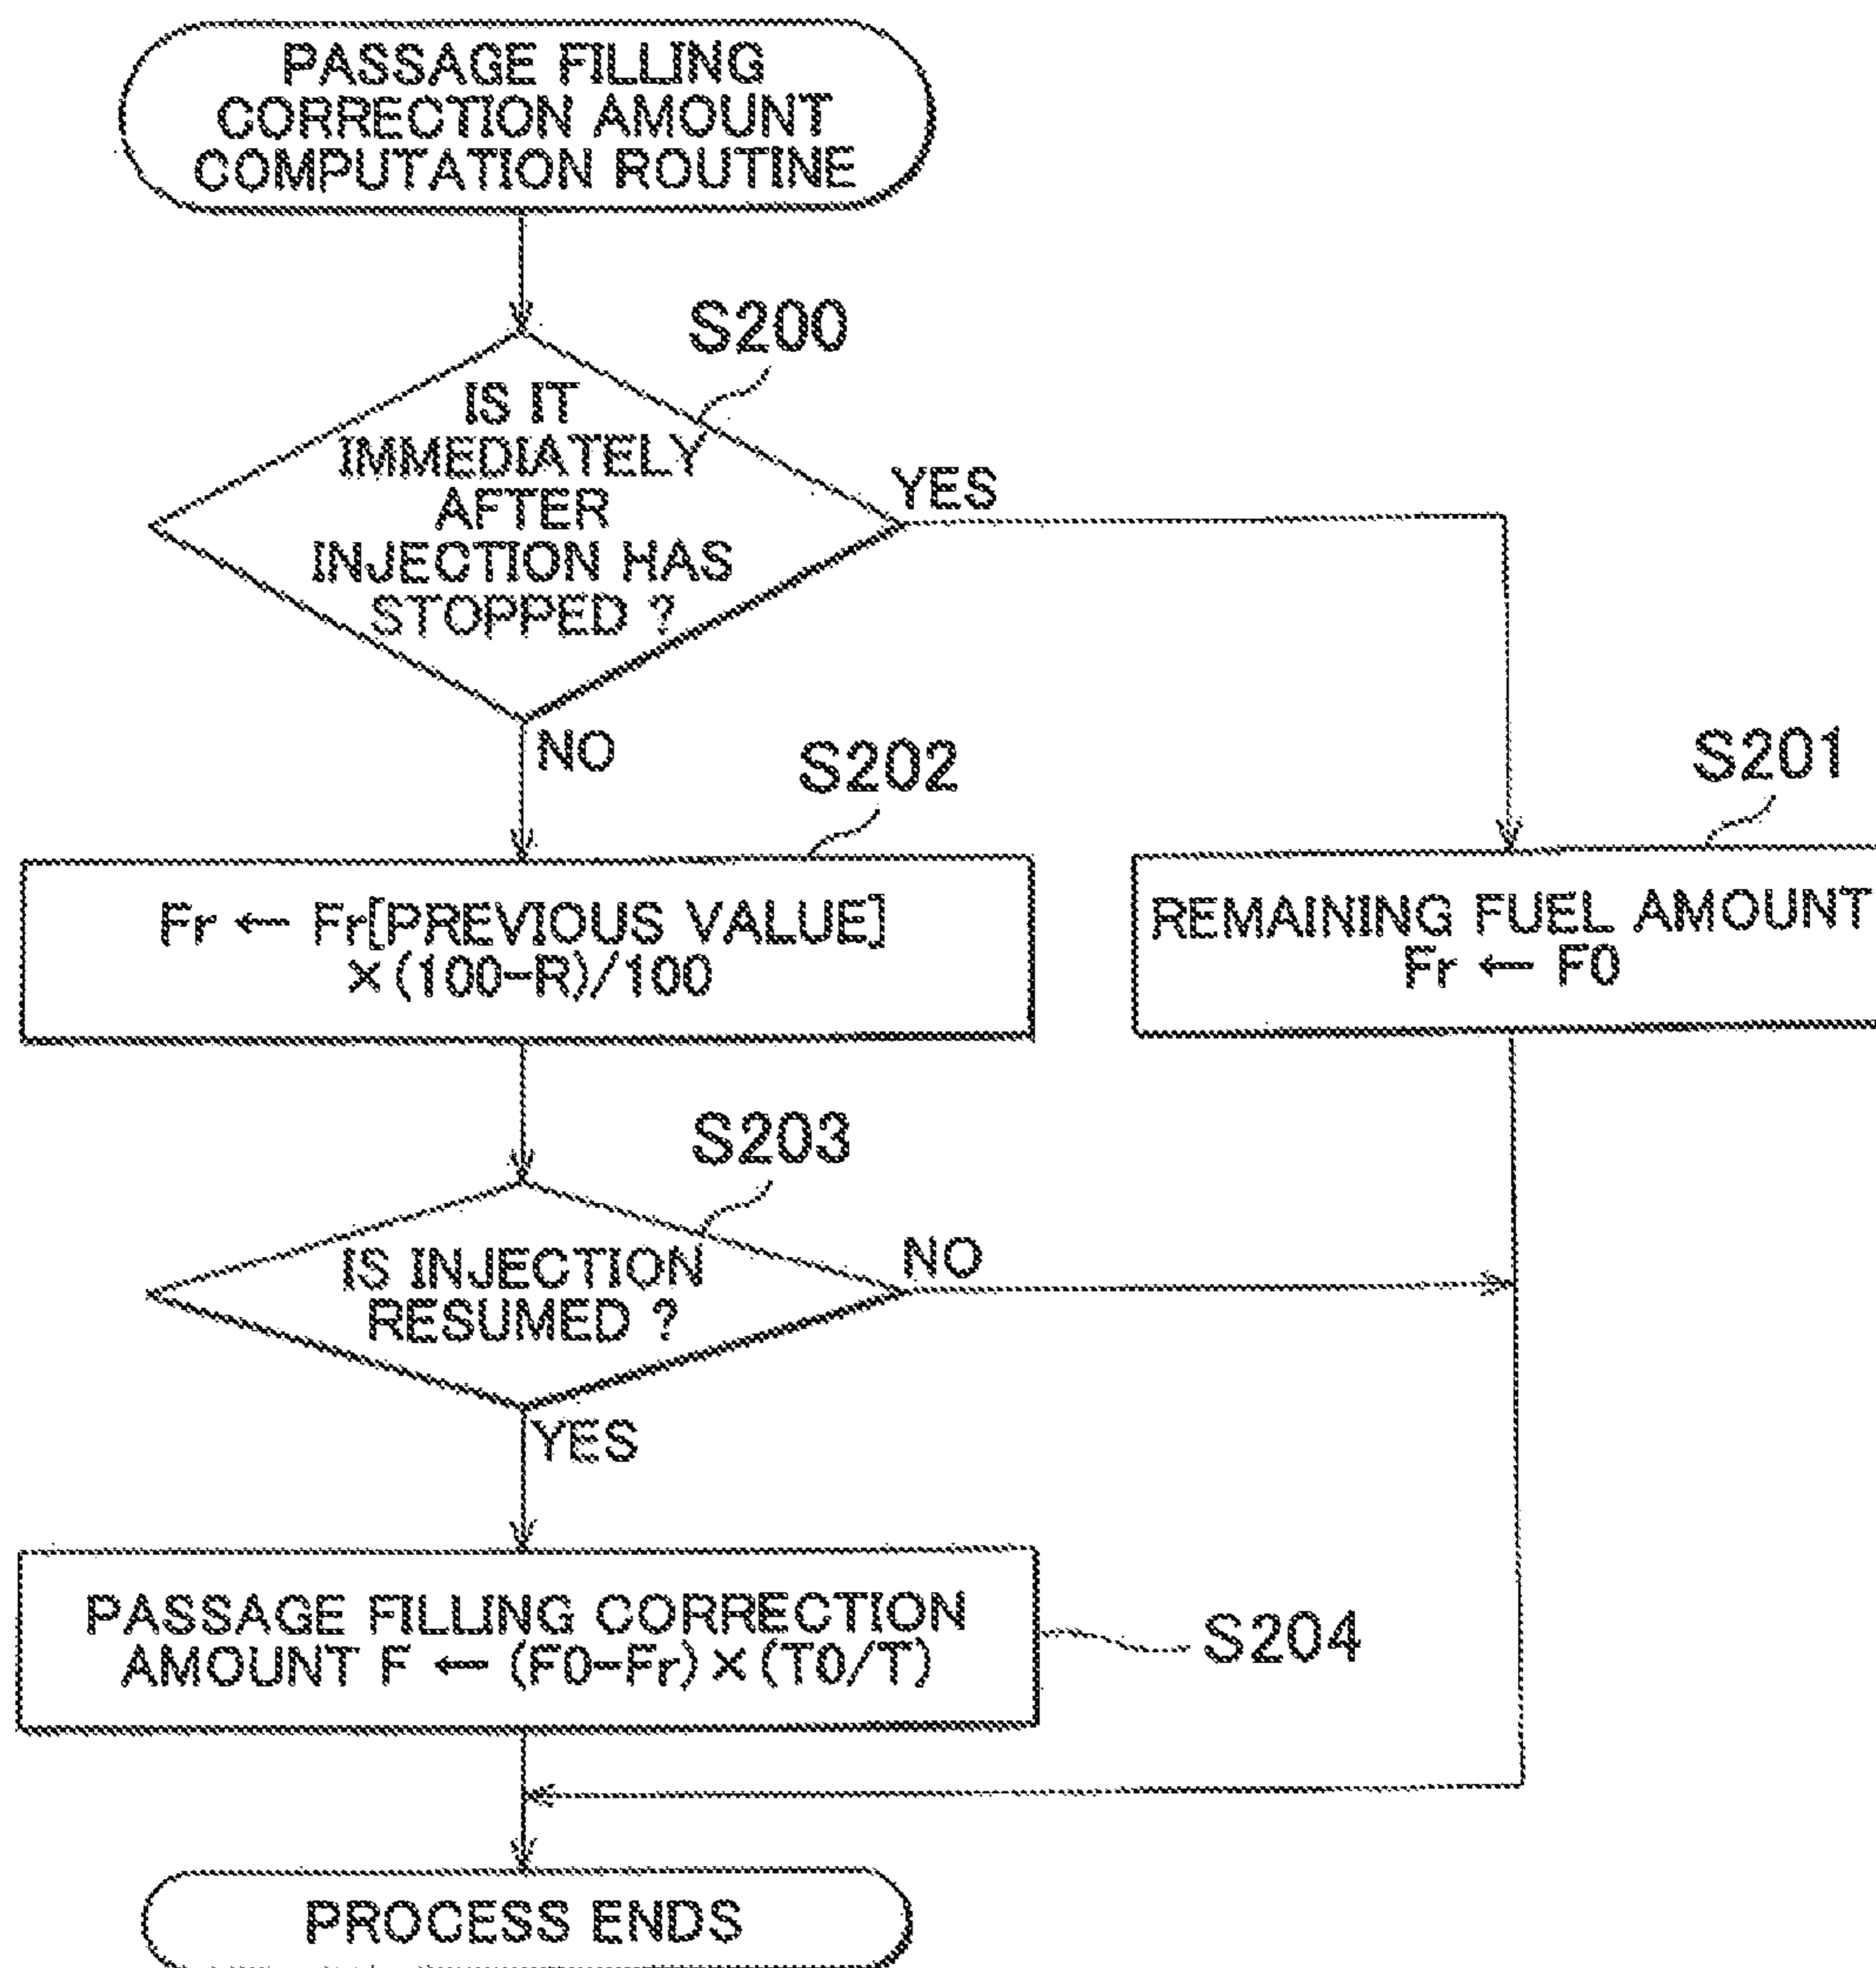 PASSAGE FILLING
CORRECTION AMOUNT
COMPUTATION ROUTINE
S200
IS IT
IMMEDIATELY
AFTER
INJECTION HAS
STOPPED ?
YES
NO
S202
S201
Fr ← Fr[PREVIOUS VALUE]
×(100-R)/100
REMAINING FUEL AMOUNT
Fr ← F0
S203
IS INJECTION
RESUMED ?
NO
YES
PASSAGE FILLING CORRECTION
AMOUNT F ← (F0-Fr)×(T0/T)
S204
PROCESS ENDS